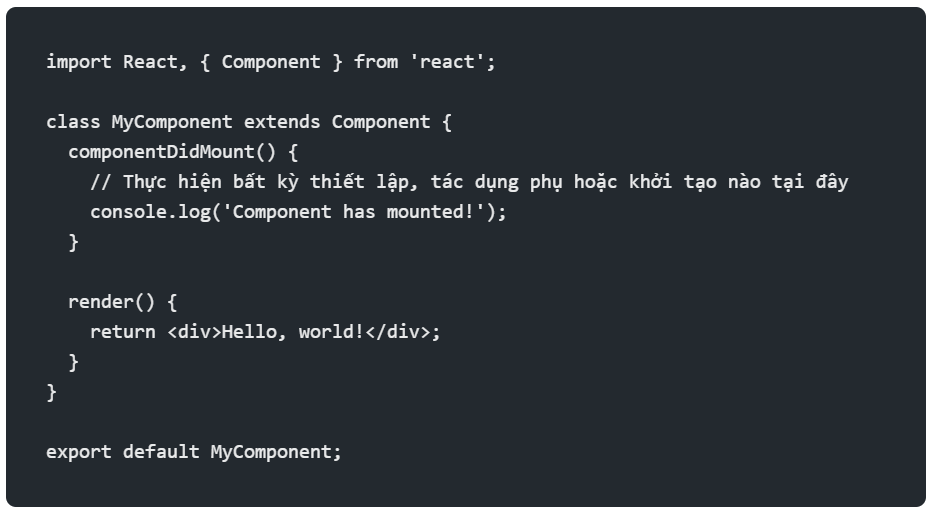 import React, { Component } from 'react';
class MyComponent extends Component {
componentDidMount() {
// Thực hiện bất kỳ thiết lập, tác dụng phụ hoặc khởi tạo nào tại đây
console.log('Component has mounted!');
}
render() {
return <div>Hello, world!</div>;
}
}
export default MyComponent;